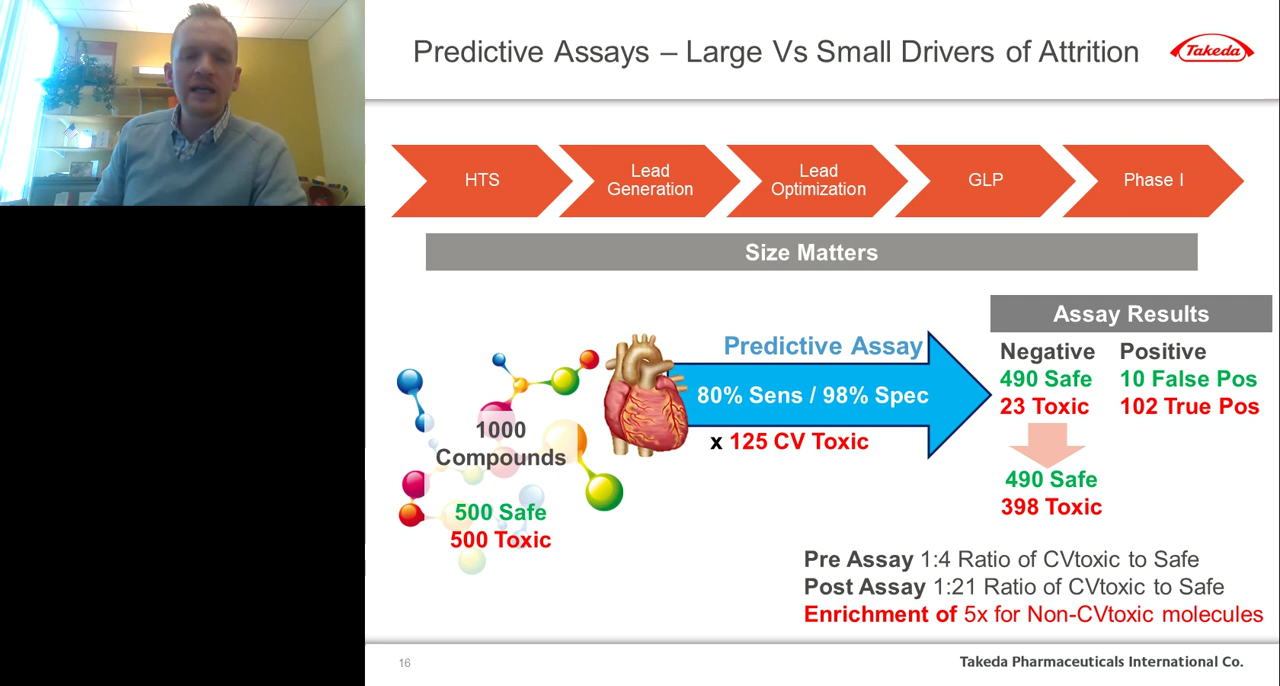 Predictive Assays – Large Vs Small Drivers of Attrition
Takeda
HTS
Lead
Generation
Lead
Optimization
GLP
Phase I
Size Matters
Assay Results
Predictive Assay
Negative
Positive
490 Safe
10 False Pos
80% Sens / 98% Spec
23 Toxic
102 True Pos
1000
Compounds
x 125 CV Toxic
490 Safe
398 Toxic
500 Safe
500 Toxic
Pre Assay 1:4 Ratio of CVtoxic to Safe
Post Assay 1:21 Ratio of CVtoxic to Safe
Enrichment of 5x for Non-CVtoxic molecules
16
Takeda Pharmaceuticals International Co.